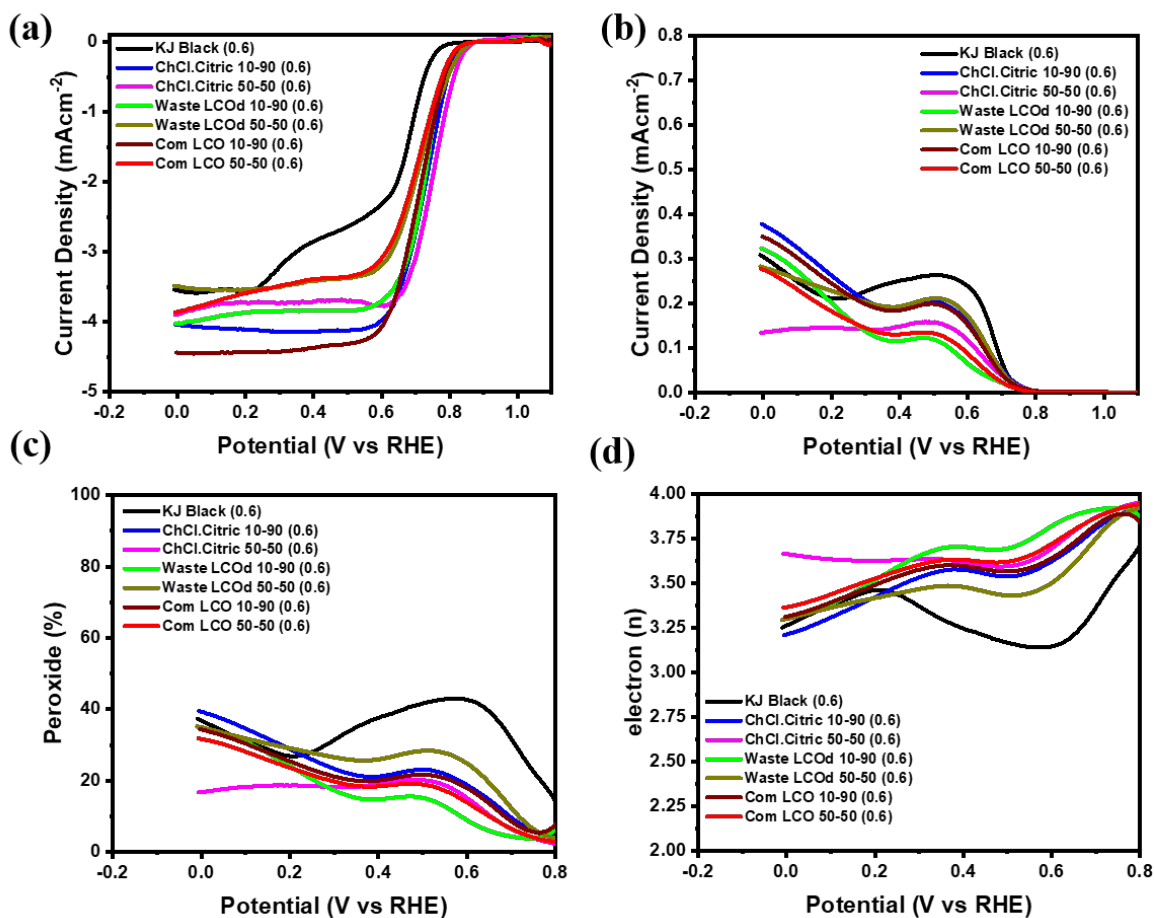 (a)
KJ Black (0.6)
ChCl.Citric 10-90 (0.6)
ChCl.Citric 50-50 (0.6)
Waste LCOd 10-90 (0.6)
Waste LCOd 50-50 (0.6)
Com LCO 10-90 (0.6)
Com LCO 50-50 (0.6)
0
-1
-2
-3
-4
-5
-0.2
0.0
0.2
0.4
0.6
0.8
1.0
Current Density (mAcm-2)
Potential (V vs RHE)
(b)
KJ Black (0.6)
ChCl.Citric 10-90 (0.6)
ChCl.Citric 50-50 (0.6)
Waste LCOd 10-90 (0.6)
Waste LCOd 50-50 (0.6)
Com LCO 10-90 (0.6)
Com LCO 50-50 (0.6)
0.8
0.7
0.6
0.5
0.4
0.3
0.2
0.1
0.0
-0.2
0.0
0.2
0.4
0.6
0.8
1.0
Current Density (mAcm-2)
Potential (V vs RHE)
(c)
KJ Black (0.6)
ChCl.Citric 10-90 (0.6)
ChCl.Citric 50-50 (0.6)
Waste LCOd 10-90 (0.6)
Waste LCOd 50-50 (0.6)
Com LCO 10-90 (0.6)
Com LCO 50-50 (0.6)
100
80
60
40
20
0
-0.2
0.0
0.2
0.4
0.6
0.8
Peroxide (%)
Potential (V vs RHE)
(d)
KJ Black (0.6)
ChCl.Citric 10-90 (0.6)
ChCl.Citric 50-50 (0.6)
Waste LCOd 10-90 (0.6)
Waste LCOd 50-50 (0.6)
Com LCO 10-90 (0.6)
Com LCO 50-50 (0.6)
4.00
3.75
3.50
3.25
3.00
2.75
2.50
2.25
2.00
-0.2
0.0
0.2
0.4
0.6
0.8
electron (n)
Potential (V vs RHE)